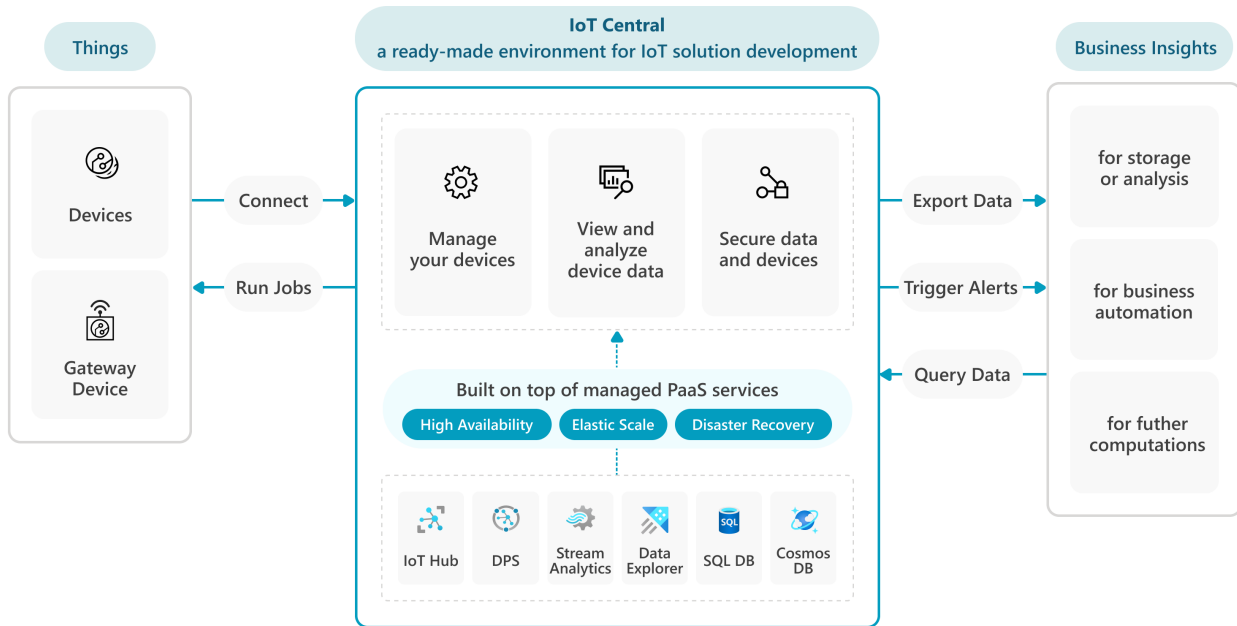 Things
IoT Central
a ready-made environment for IoT solution development
Business Insights
Devices
Gateway
Device
Connect
Run Jobs
Manage
your devices
View and
analyze
device data
Secure data
and devices
Built on top of managed PaaS services
High Availability
Elastic Scale
Disaster Recovery
IoT Hub
DPS
Stream
Analytics
Data
Explorer
SQL
SQL DB
Cosmos
DB
Export Data
Trigger Alerts
Query Data
for storage
or analysis
for business
automation
for futher
computations